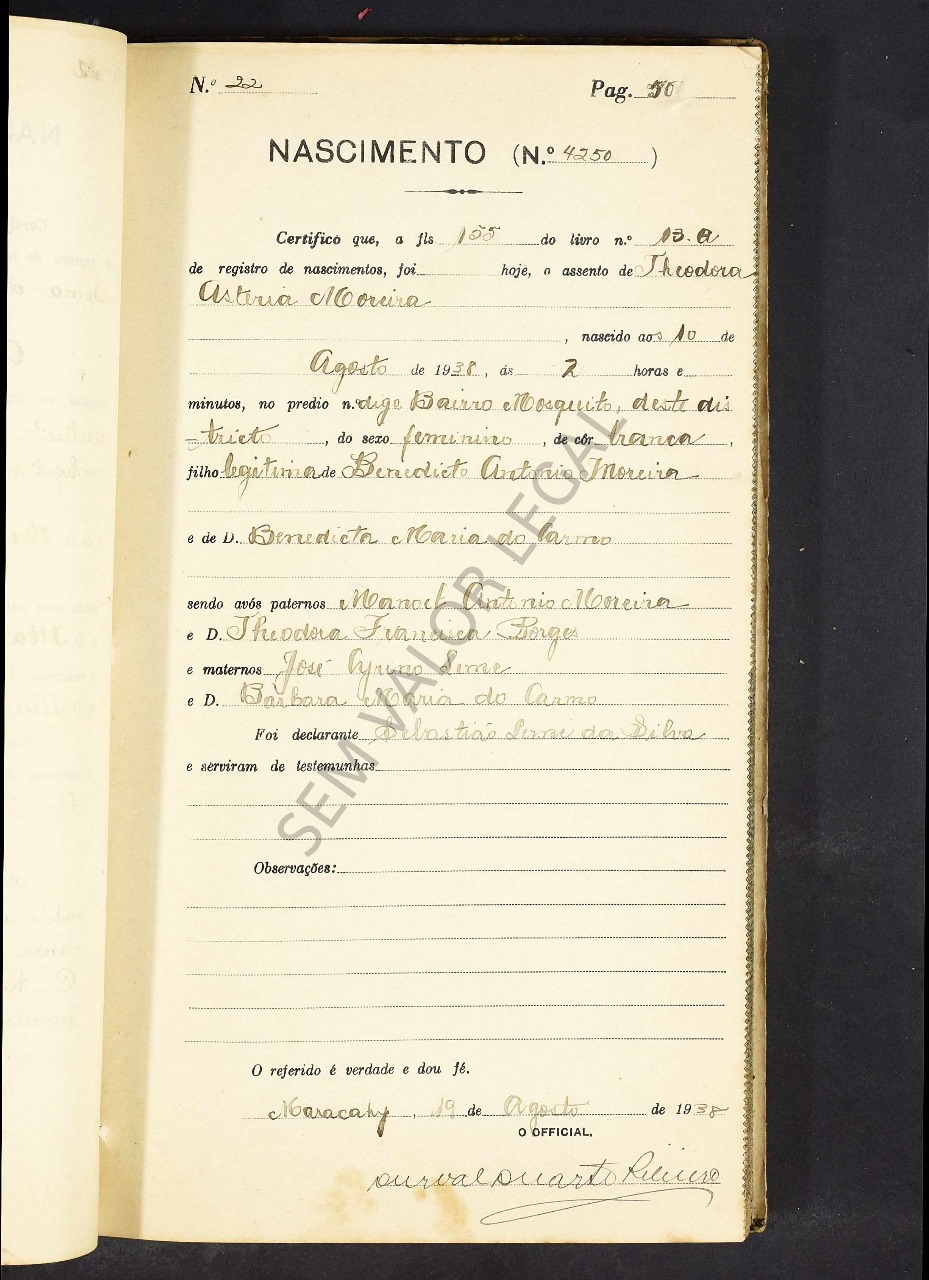 N.º 22 Pag. 50
NASCIMENTO (N.º 4250)
Certifico que, a fls 155 do livro n.º 13-A
de registro de nascimentos, foi hoje, o assento de Theodora
Asteria Moreira
, nascido aos 10 de
Agosto de 1938, ás 2 horas e
minutos, no predio n.º dige Bairro Mosquito, deste dis
-tricto, do sexo feminino, de côr branca,
filho legitima de Benedicto Antonio Moreira
e de D. Benedicta Maria do Carmo
sendo avós paternos Manoel Antonio Moreira
e D. Theodora Francisca Borges
e maternos José Cyrino Leme
e D. Barbara Maria do Carmo
Foi declarante Sebastião Leme da Silva
e serviram de testemunhas
Observações:
O referido é verdade e dou fé.
Maracahy, 19 de Agosto de 1938
O OFFICIAL,
Durval Duarte Ribeiro
SEM VALOR LEGAL